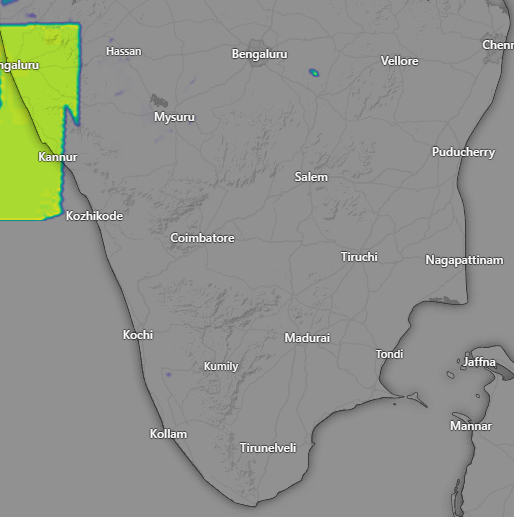 Hassan
Bengaluru
Chenn
Vellore
ngaluru
Mysuru
Kannur
Puducherry
Salem
Kozhikode
Coimbatore
Tiruchi
Nagapattinam
Kochi
Madurai
Tondi
Kumily
Jaffna
Mannar
Kollam
Tirunelveli